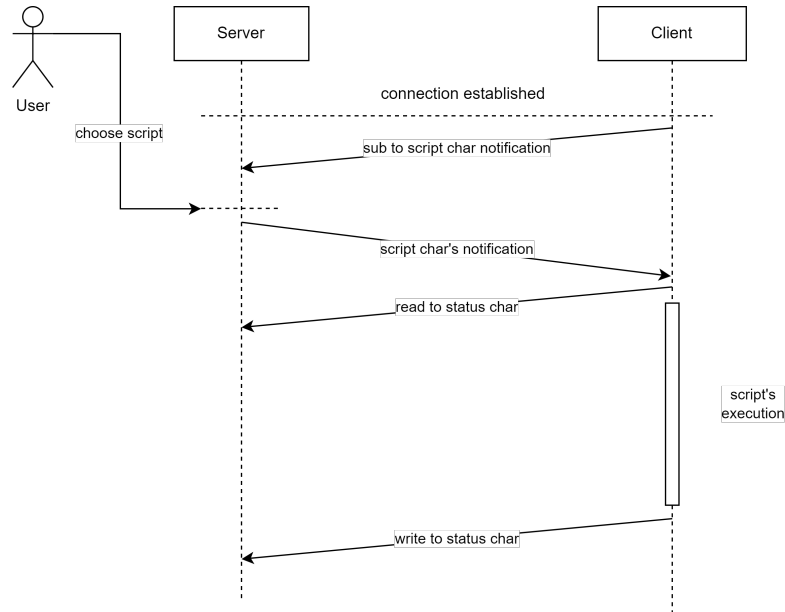 Server
Client
User
connection established
choose script
sub to script char notification
script char's notification
read to status char
script's
execution
write to status char